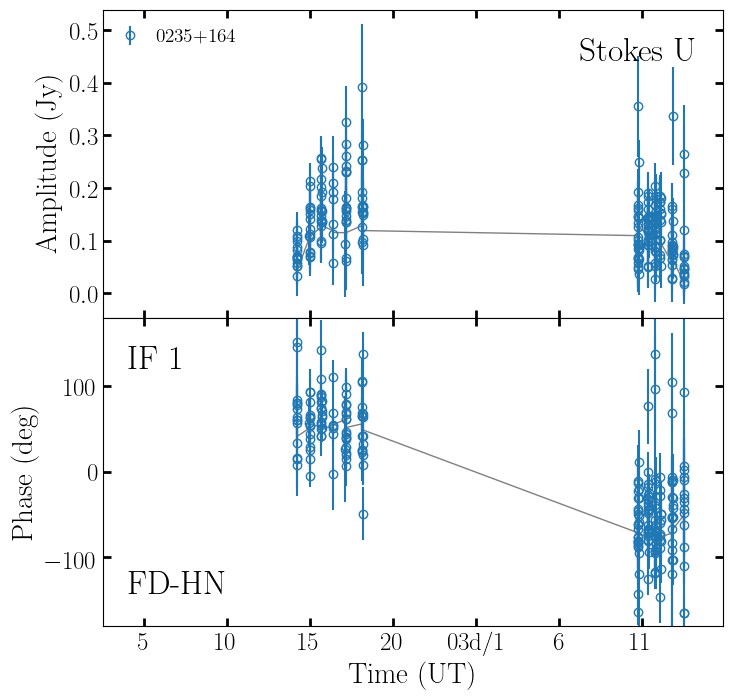 0235+164
Stokes U
Amplitude (Jy)
0.5
0.4
0.3
0.2
0.1
0.0
IF 1
FD-HN
Phase (deg)
100
0
−100
5 10 15 20 03d/1 6 11
Time (UT)